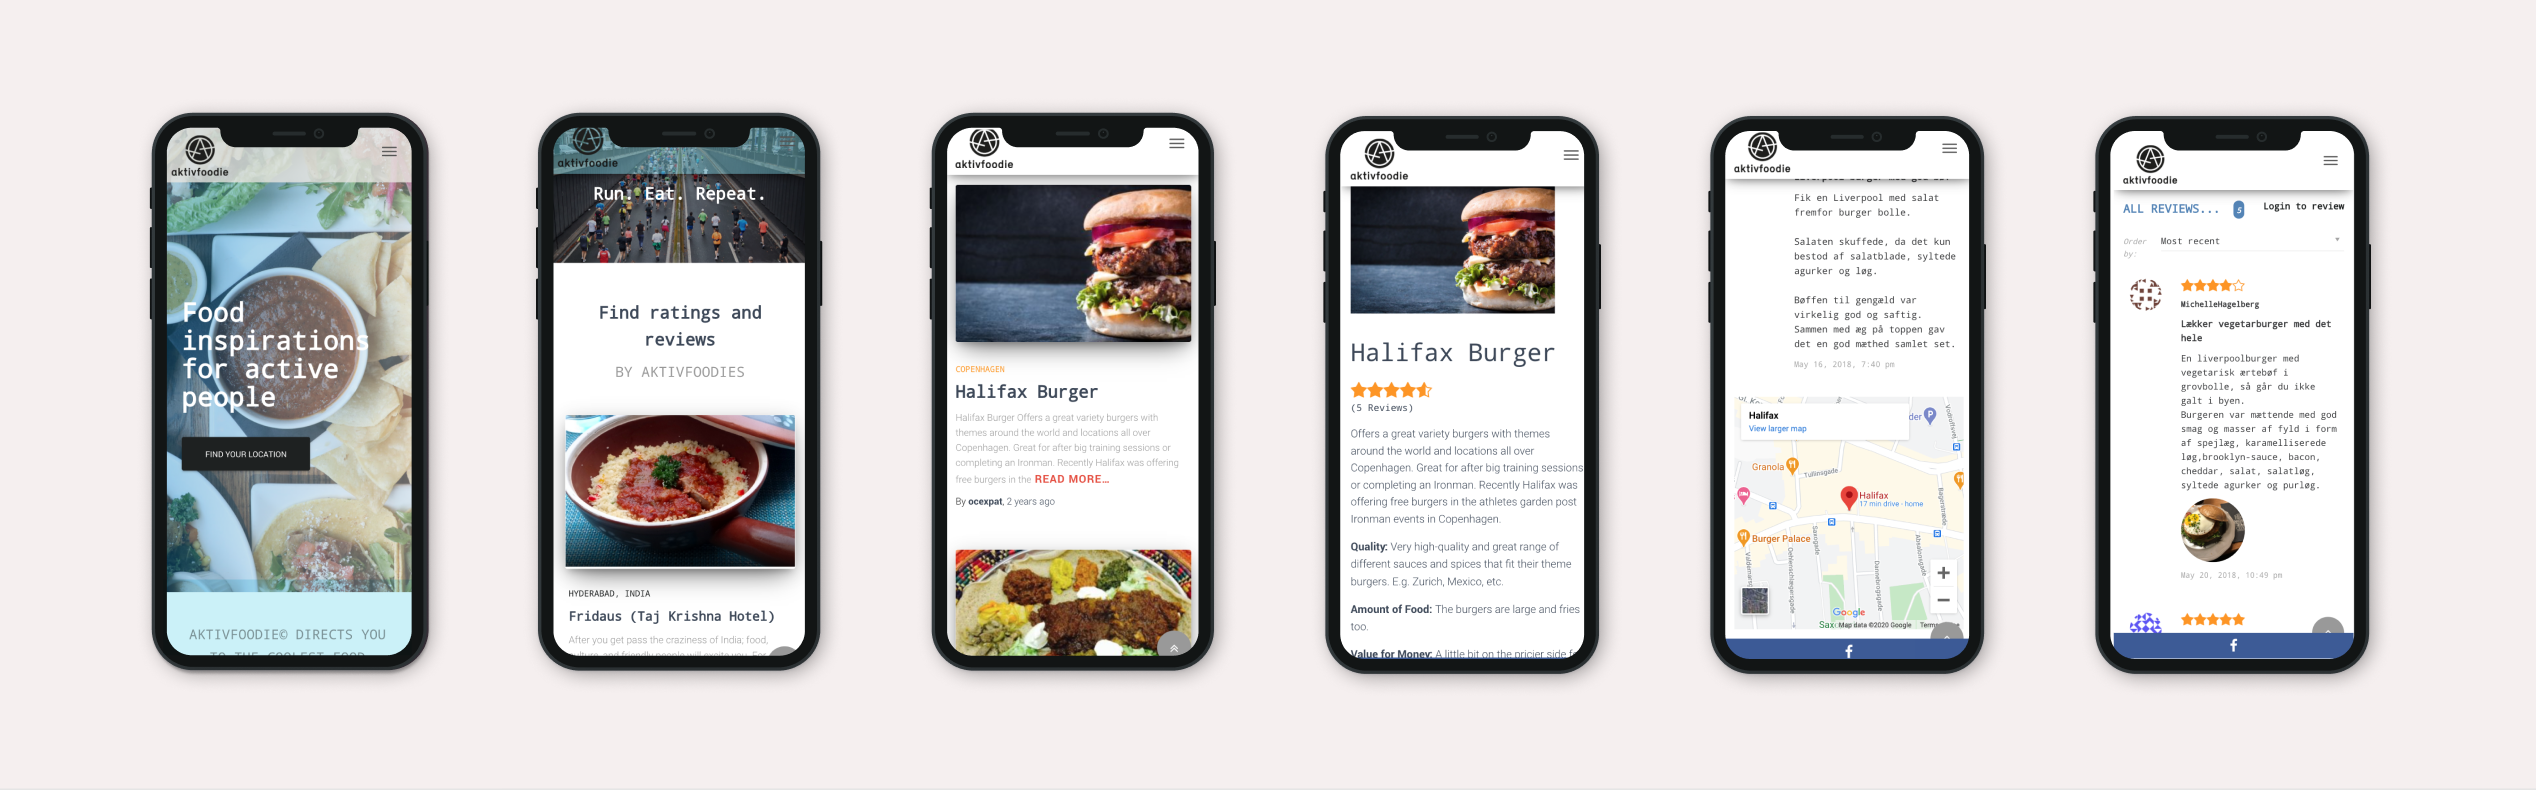 aktivfoodie
Food
inspirations
for active
people
FIND YOUR LOCATION
AKTIVFOODIE© DIRECTS YOU
TO THE COOLEST FOOD
aktivfoodie
Run. Eat. Repeat.
Find ratings and
reviews
BY AKTIVFOODIES
HYDERABAD, INDIA
Fridaus (Taj Krishna Hotel)
After you get pass the craziness of India; food,
culture, and friendly people will excite you. For
aktivfoodie
COPENHAGEN
Halifax Burger
Halifax Burger Offers a great variety burgers with
themes around the world and locations all over
Copenhagen. Great for after big training sessions or
completing an Ironman. Recently Halifax was offering
free burgers in the READ MORE...
By ocexpat, 2 years ago
aktivfoodie
Halifax Burger
(5 Reviews)
Offers a great variety burgers with themes
around the world and locations all over
Copenhagen. Great for after big training sessions
or completing an Ironman. Recently Halifax was
offering free burgers in the athletes garden post
Ironman events in Copenhagen.
Quality: Very high-quality and great range of
different sauces and spices that fit their theme
burgers. E.g. Zurich, Mexico, etc.
Amount of Food: The burgers are large and fries
too.
Value for Money: A little bit on the pricier side
aktivfoodie
Fik en Liverpool med salat
fremfor burger bolle.
Salaten skuffede, da det kun
bestod af salatblade, syltede
agurker og løg.
Bøffen til gengæld var
virkelig god og saftig.
Sammen med æg på toppen gav
det en god mæthed samlet set.
May 16, 2018, 7:40 pm
Halifax
View larger map
der P
Vodroffsvej
Granola
Tullinsgade
Halifax
17 min drive - home
Bagerstræde
Burger Palace
Valdemarsg
Saxogade
Oehlenschlægersgade
Dannebrogsgade
Absalonsgade
Google
Saxo
Map data ©2020 Google
Terms
f
aktivfoodie
ALL REVIEWS... 5
Login to review
Order by:
Most recent
MichelleHagelberg
Lækker vegetarburger med det
hele
En liverpoolburger med
vegetarisk ærtebøf i
grovbolle, så går du ikke
galt i byen.
Burgeren var mættende med god
smag og masser af fyld i form
af spejlæg, karamelliserede
løg,brooklyn-sauce, bacon,
cheddar, salat, salatløg,
syltede agurker og purløg.
May 20, 2018, 10:49 pm
f